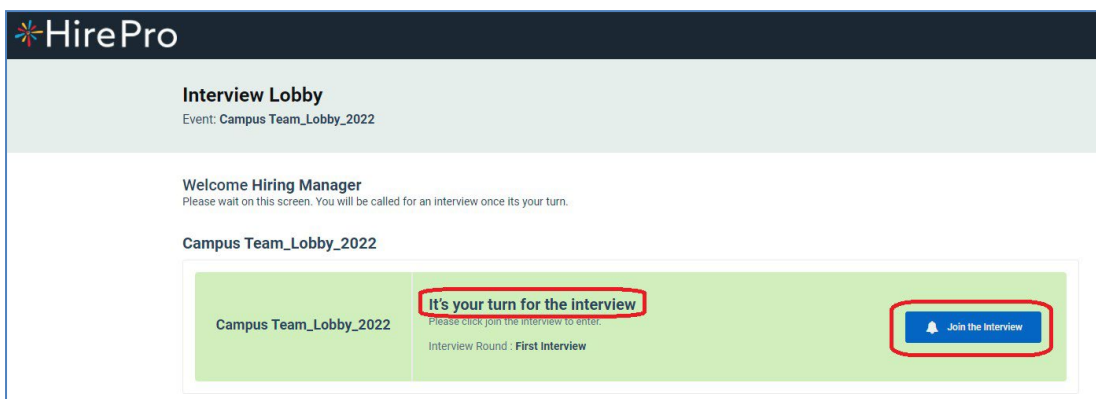 HirePro
Interview Lobby
Event: Campus Team_Lobby_2022
Welcome Hiring Manager
Please wait on this screen. You will be called for an interview once its your turn.
Campus Team_Lobby_2022
Campus Team_Lobby_2022
It's your turn for the interview
Please click join the interview to enter.
Interview Round : First Interview
Join the Interview